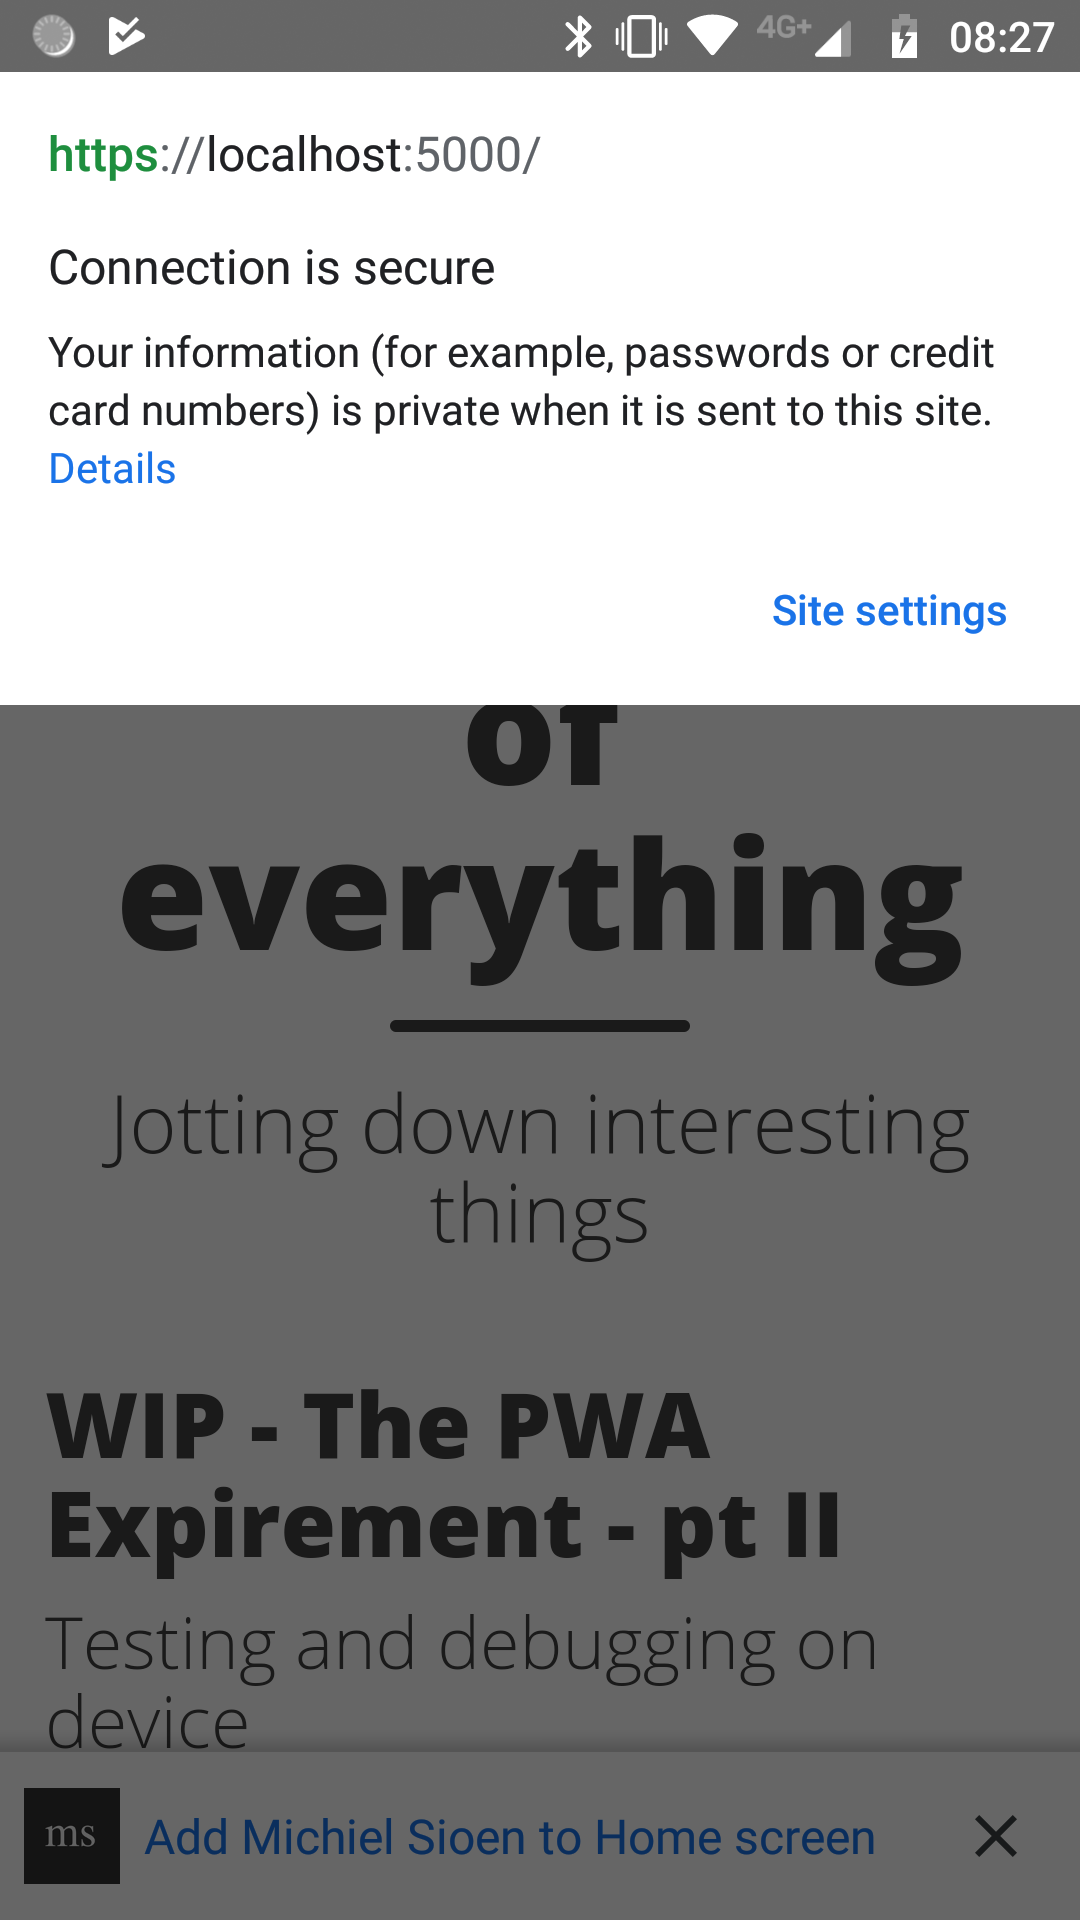 4G+ 08:27
https://localhost:5000/
Connection is secure
Your information (for example, passwords or credit
card numbers) is private when it is sent to this site.
Details
Site settings
of
everything
Jotting down interesting
things
WIP - The PWA
Expirement - pt II
Testing and debugging on
device
ms Add Michiel Sioen to Home screen